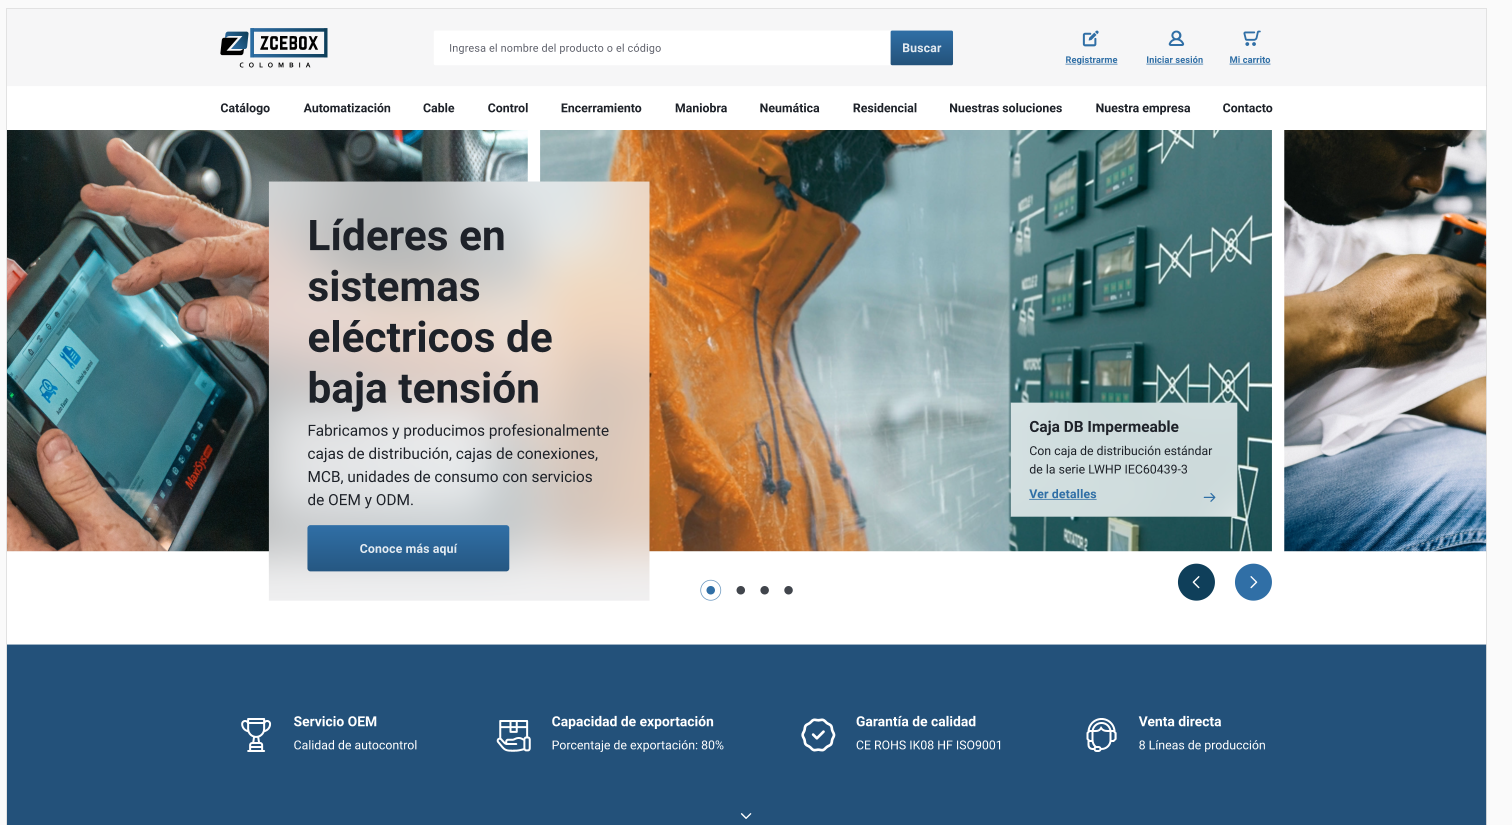 ZCEBOX
COLOMBIA
Ingresa el nombre del producto o el código
Buscar
Registrarme
Iniciar sesión
Mi carrito
Catálogo
Automatización
Cable
Control
Encerramiento
Maniobra
Neumática
Residencial
Nuestras soluciones
Nuestra empresa
Contacto
Líderes en
sistemas
eléctricos de
baja tensión
Fabricamos y producimos profesionalmente
cajas de distribución, cajas de conexiones,
MCB, unidades de consumo con servicios
de OEM y ODM.
Conoce más aquí
MaxiSys
Caja DB Impermeable
Con caja de distribución estándar
de la serie LWHP IEC60439-3
Ver detalles
ROTATOR 2
Servicio OEM
Calidad de autocontrol
Capacidad de exportación
Porcentaje de exportación: 80%
Garantía de calidad
CE ROHS IK08 HF ISO9001
Venta directa
8 Líneas de producción